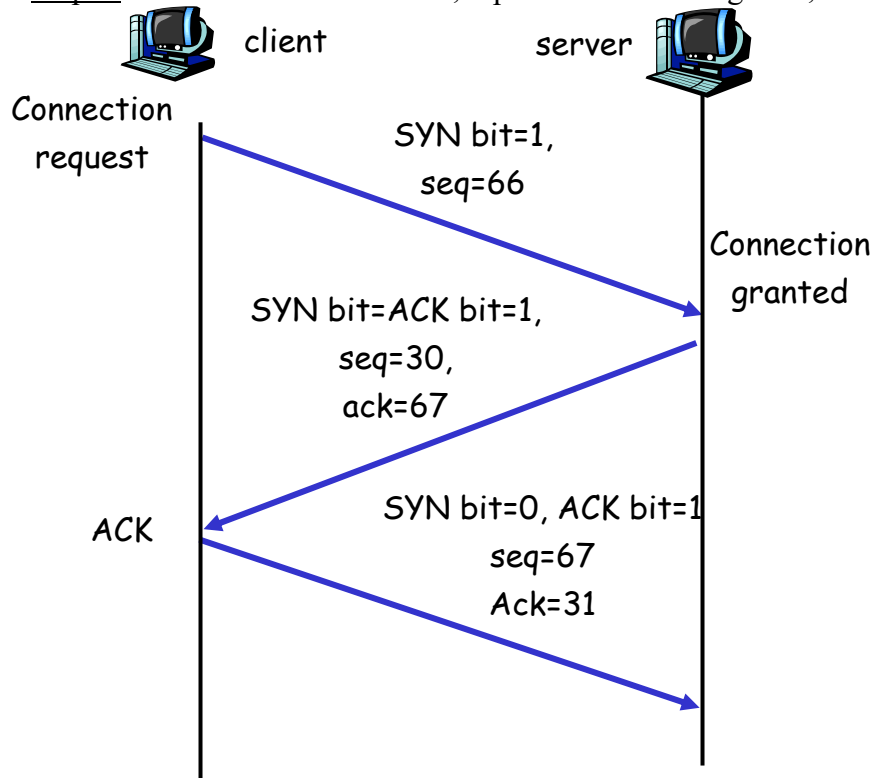 client
server
Connection
request
SYN bit=1,
seq=66
Connection
granted
SYN bit=ACK bit=1,
seq=30,
ack=67
ACK
SYN bit=0, ACK bit=1
seq=67
Ack=31